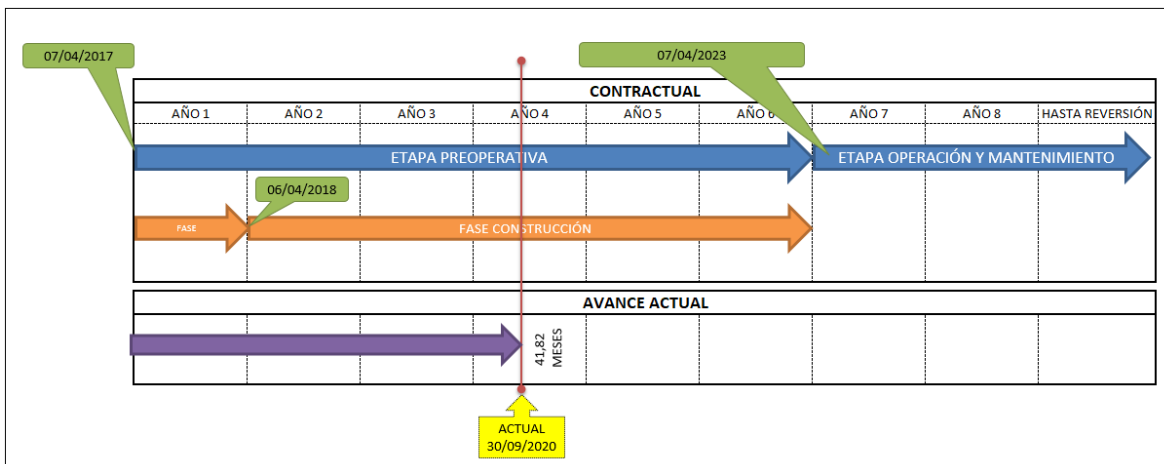 07/04/2017
07/04/2023
CONTRACTUAL
AÑO 1
AÑO 2
AÑO 3
AÑO 4
AÑO 5
AÑO 6
AÑO 7
AÑO 8
HASTA REVERSIÓN
ETAPA PREOPERATIVA
ETAPA OPERACIÓN Y MANTENIMIENTO
06/04/2018
FASE
FASE CONSTRUCCIÓN
AVANCE ACTUAL
41,82
MESES
ACTUAL
30/09/2020